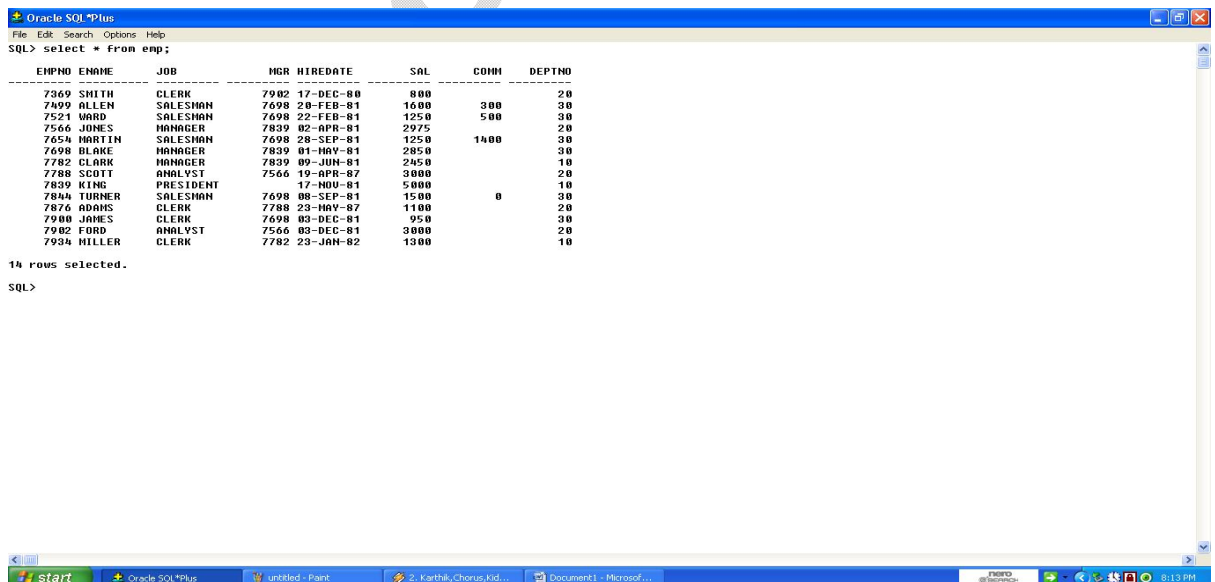 Oracle SQL*Plus
File Edit Search Options Help
SQL> select * from emp;
EMPNO ENAME JOB MGR HIREDATE SAL COMM DEPTNO
--------- ---------- --------- --------- --------- --------- --------- ---------
7369 SMITH CLERK 7902 17-DEC-80 800 20
7499 ALLEN SALESMAN 7698 20-FEB-81 1600 300 30
7521 WARD SALESMAN 7698 22-FEB-81 1250 500 30
7566 JONES MANAGER 7839 02-APR-81 2975 20
7654 MARTIN SALESMAN 7698 28-SEP-81 1250 1400 30
7698 BLAKE MANAGER 7839 01-MAY-81 2850 30
7782 CLARK MANAGER 7839 09-JUN-81 2450 10
7788 SCOTT ANALYST 7566 19-APR-87 3000 20
7839 KING PRESIDENT 17-NOV-81 5000 10
7844 TURNER SALESMAN 7698 08-SEP-81 1500 0 30
7876 ADAMS CLERK 7788 23-MAY-87 1100 20
7900 JAMES CLERK 7698 03-DEC-81 950 30
7902 FORD ANALYST 7566 03-DEC-81 3000 20
7934 MILLER CLERK 7782 23-JAN-82 1300 10
14 rows selected.
SQL>
start Oracle SQL*Plus untitled - Paint 2. Karthik,Chorus,Kid... Document1 - Microsof... nero SEARCH 8:13 PM